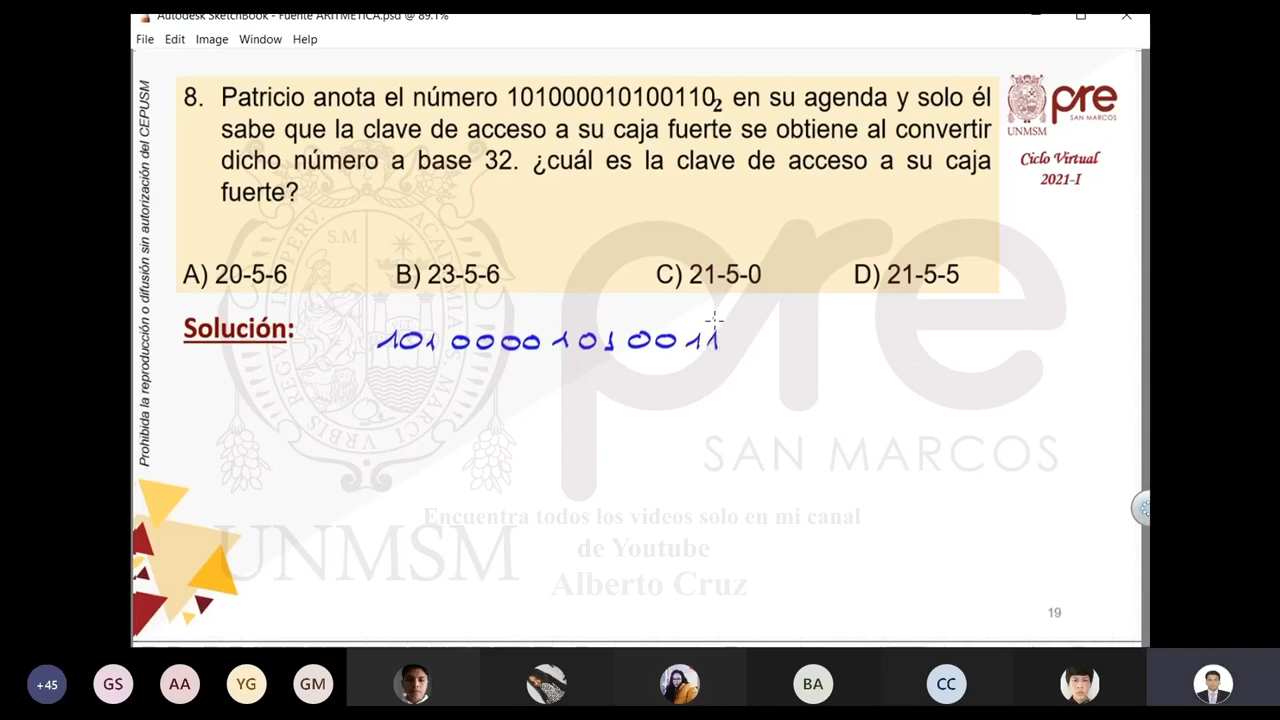 Autodesk SketchBook - Fuente ARITMETICA.psd @ 89.1%
File Edit Image Window Help
8. Patricio anota el número 101000010100110₂ en su agenda y solo él
sabe que la clave de acceso a su caja fuerte se obtiene al convertir
dicho número a base 32. ¿cuál es la clave de acceso a su caja
fuerte?
A) 20-5-6 B) 23-5-6 C) 21-5-0 D) 21-5-5
Solución:
10100001010011
Prohibida la reproducción o difusión sin autorización del CEPUSM
UNMSM
pre
SAN MARCOS
Ciclo Virtual
2021-I
S.M
pre
SAN MARCOS
UNMSM
Encuentra todos los videos solo en mi canal
de Youtube
Alberto Cruz
19
+45 GS AA YG GM BA CC